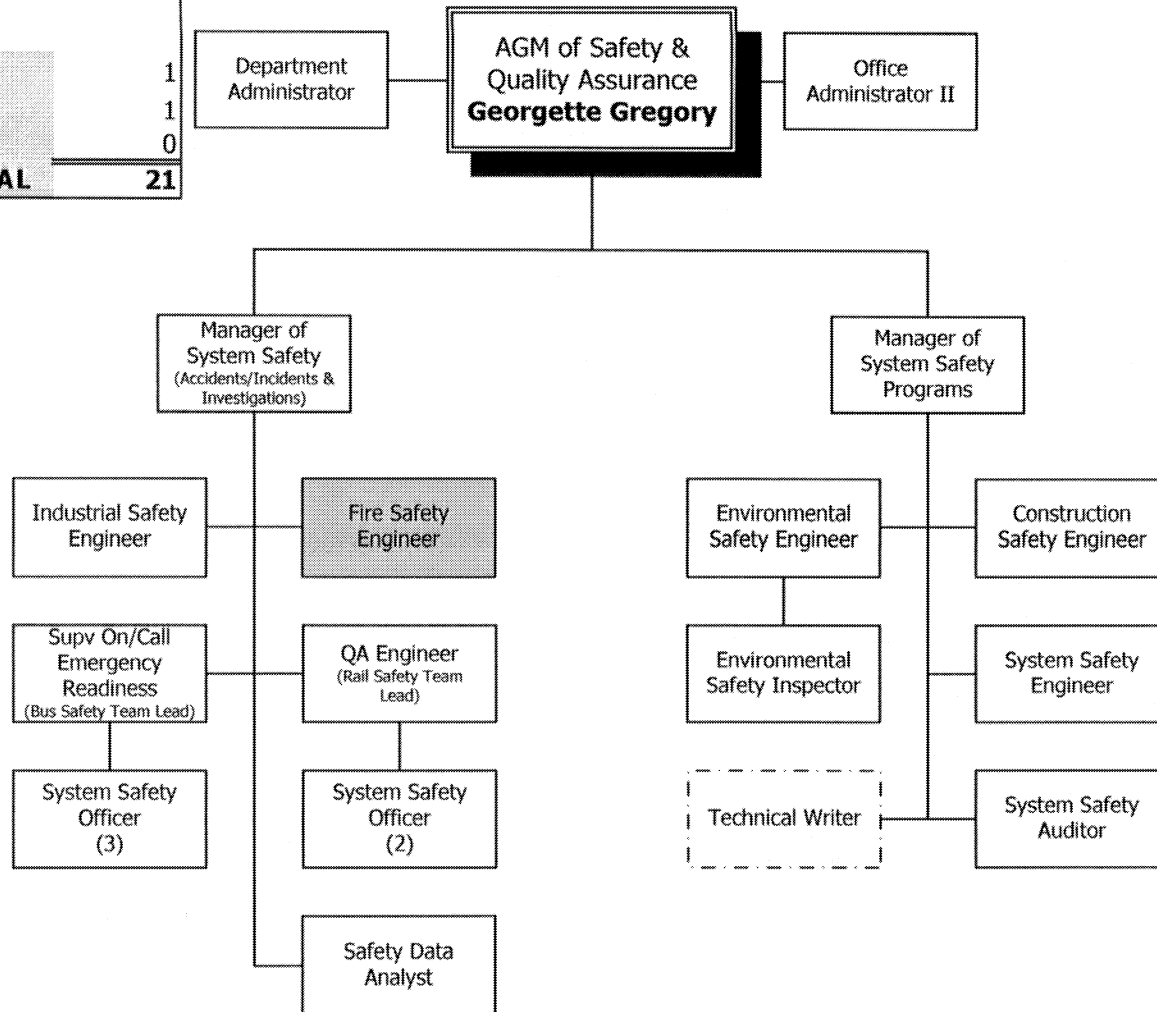 1
1
1
0
AL 21
Department
Administrator
AGM of Safety &
Quality Assurance
Georgette Gregory
Office
Administrator II
Manager of
System Safety
(Accidents/Incidents &
Investigations)
Manager of
System Safety
Programs
Industrial Safety
Engineer
Fire Safety
Engineer
Environmental
Safety Engineer
Construction
Safety Engineer
Supv On/Call
Emergency
Readiness
(Bus Safety Team Lead)
QA Engineer
(Rail Safety Team
Lead)
Environmental
Safety Inspector
System Safety
Engineer
System Safety
Officer
(3)
System Safety
Officer
(2)
Technical Writer
System Safety
Auditor
Safety Data
Analyst